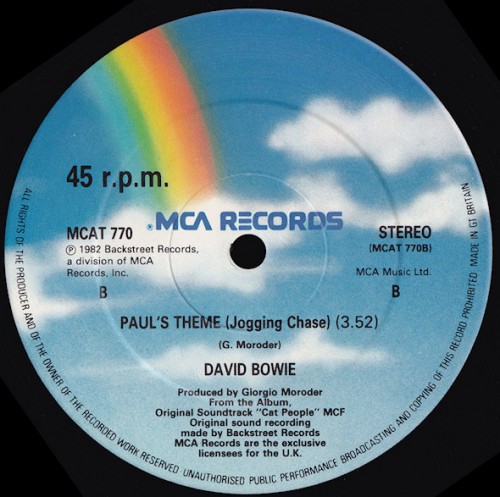 45 r.p.m.
MCA RECORDS
MCAT 770
℗ 1982 Backstreet Records,
a division of MCA
Records, Inc.
B
STEREO
(MCAT 770B)
MCA Music Ltd.
B
PAUL'S THEME (Jogging Chase) (3.52)
(G. Moroder)
DAVID BOWIE
Produced by Giorgio Moroder
From the Album,
Original Soundtrack "Cat People" MCF
Original sound recording
made by Backstreet Records
MCA Records are the exclusive
licensees for the U.K.
ALL RIGHTS OF THE PRODUCER AND OF THE OWNER OF THE RECORDED WORK RESERVED UNAUTHORISED PUBLIC PERFORMANCE BROADCASTING AND COPYING OF THIS RECORD PROHIBITED MADE IN GT BRITAIN